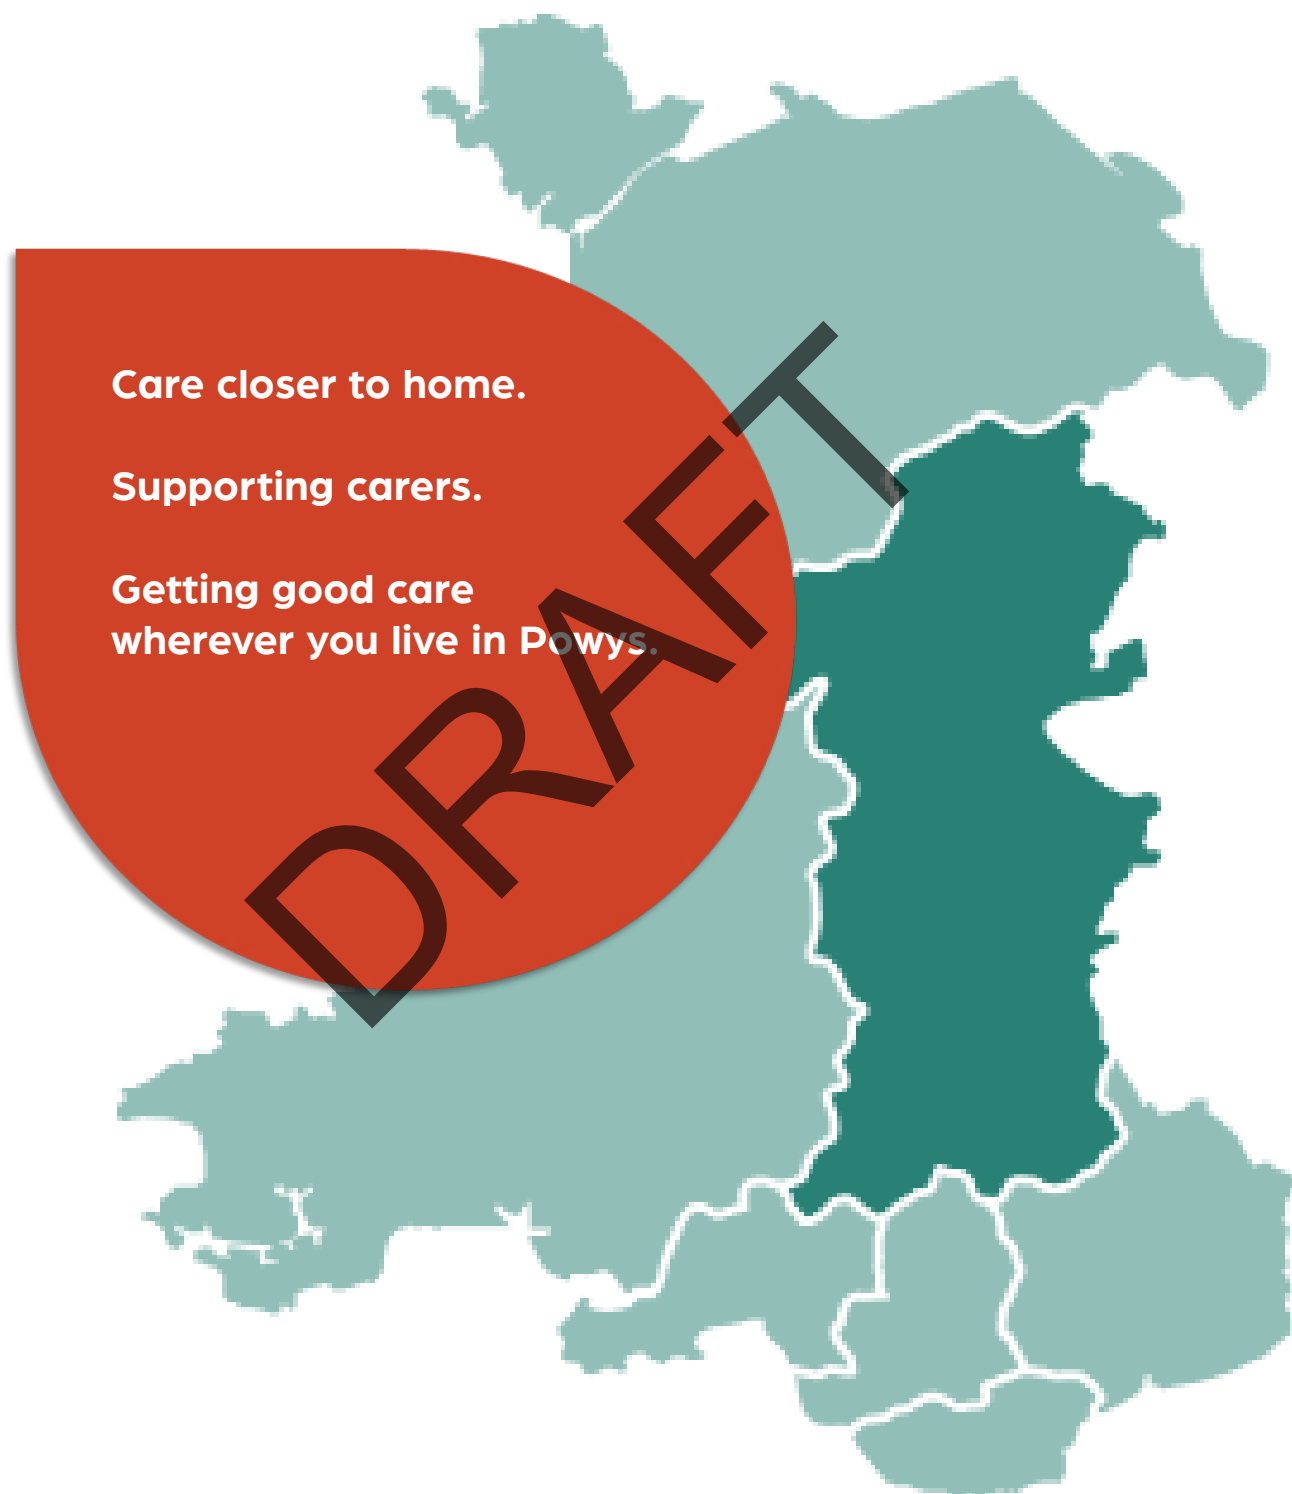 Care closer to home.
Supporting carers.
Getting good care
wherever you live in Powys.
DRAFT